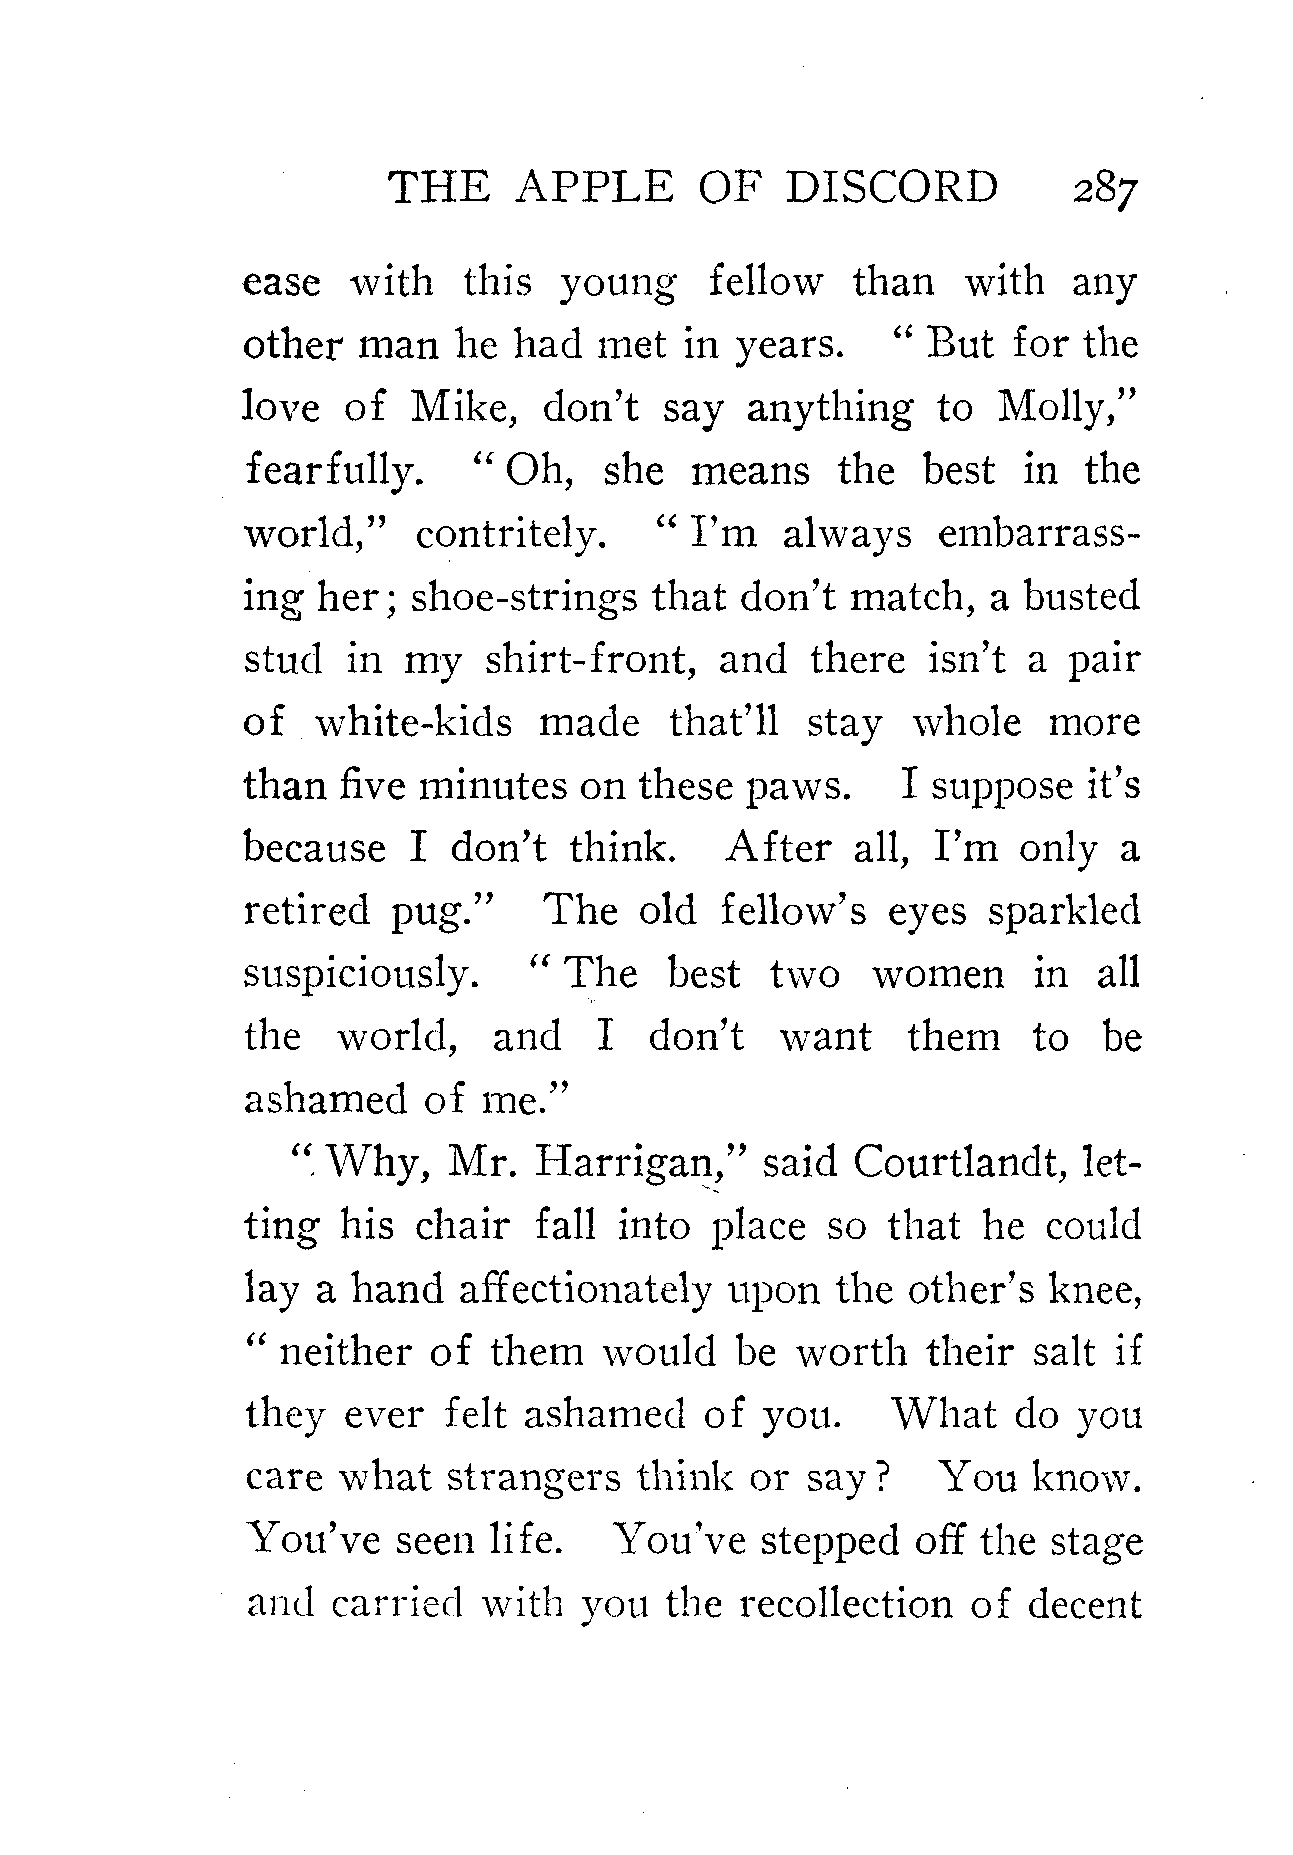 THE APPLE OF DISCORD 287
ease with this young fellow than with any
other man he had met in years. “ But for the
love of Mike, don’t say anything to Molly,”
fearfully. “ Oh, she means the best in the
world,” contritely. “ I’m always embarrass-
ing her; shoe-strings that don’t match, a busted
stud in my shirt-front, and there isn’t a pair
of white-kids made that’ll stay whole more
than five minutes on these paws. I suppose it’s
because I don’t think. After all, I’m only a
retired pug.” The old fellow’s eyes sparkled
suspiciously. “ The best two women in all
the world, and I don’t want them to be
ashamed of me.”
“ Why, Mr. Harrigan,” said Courtlandt, let-
ting his chair fall into place so that he could
lay a hand affectionately upon the other’s knee,
“ neither of them would be worth their salt if
they ever felt ashamed of you. What do you
care what strangers think or say? You know.
You’ve seen life. You’ve stepped off the stage
and carried with you the recollection of decent